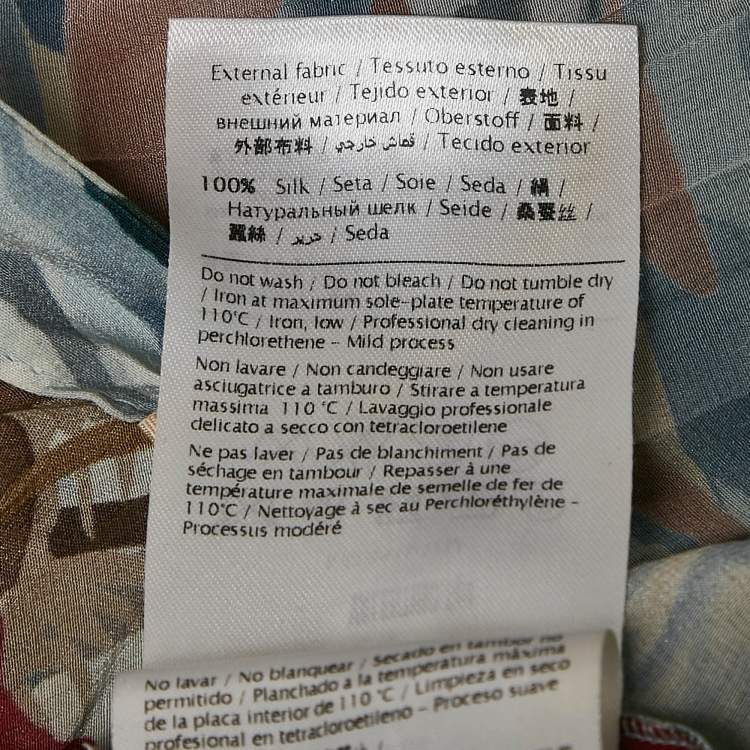 External fabric / Tessuto esterno / Tissu
extérieur / Tejido exterior / 表地 /
внешний материал / Oberstoff / 面料 /
外部布料 / قماش خارجي / Tecido exterior
100% Silk / Seta / Soie / Seda / 絹 /
Натуральный шелк / Seide / 桑蚕丝 /
蠶絲 / حرير / Seda
Do not wash / Do not bleach / Do not tumble dry
/ Iron at maximum sole-plate temperature of
110°C / Iron, low / Professional dry cleaning in
perchlorethene - Mild process
Non lavare / Non candeggiare / Non usare
asciugatrice a tamburo / Stirare a temperatura
massima 110 °C / Lavaggio professionale
delicato a secco con tetracloroetilene
Ne pas laver / Pas de blanchiment / Pas de
séchage en tambour / Repasser à une
température maximale de semelle de fer de
110°C / Nettoyage à sec au Perchloréthylène -
Processus modéré
No lavar / No blanquear / Secado en tambor no
permitido / Planchado a la temperatura máxima
de la placa interior de 110 °C / Limpieza en seco
profesional en tetracloroetileno - Proceso suave